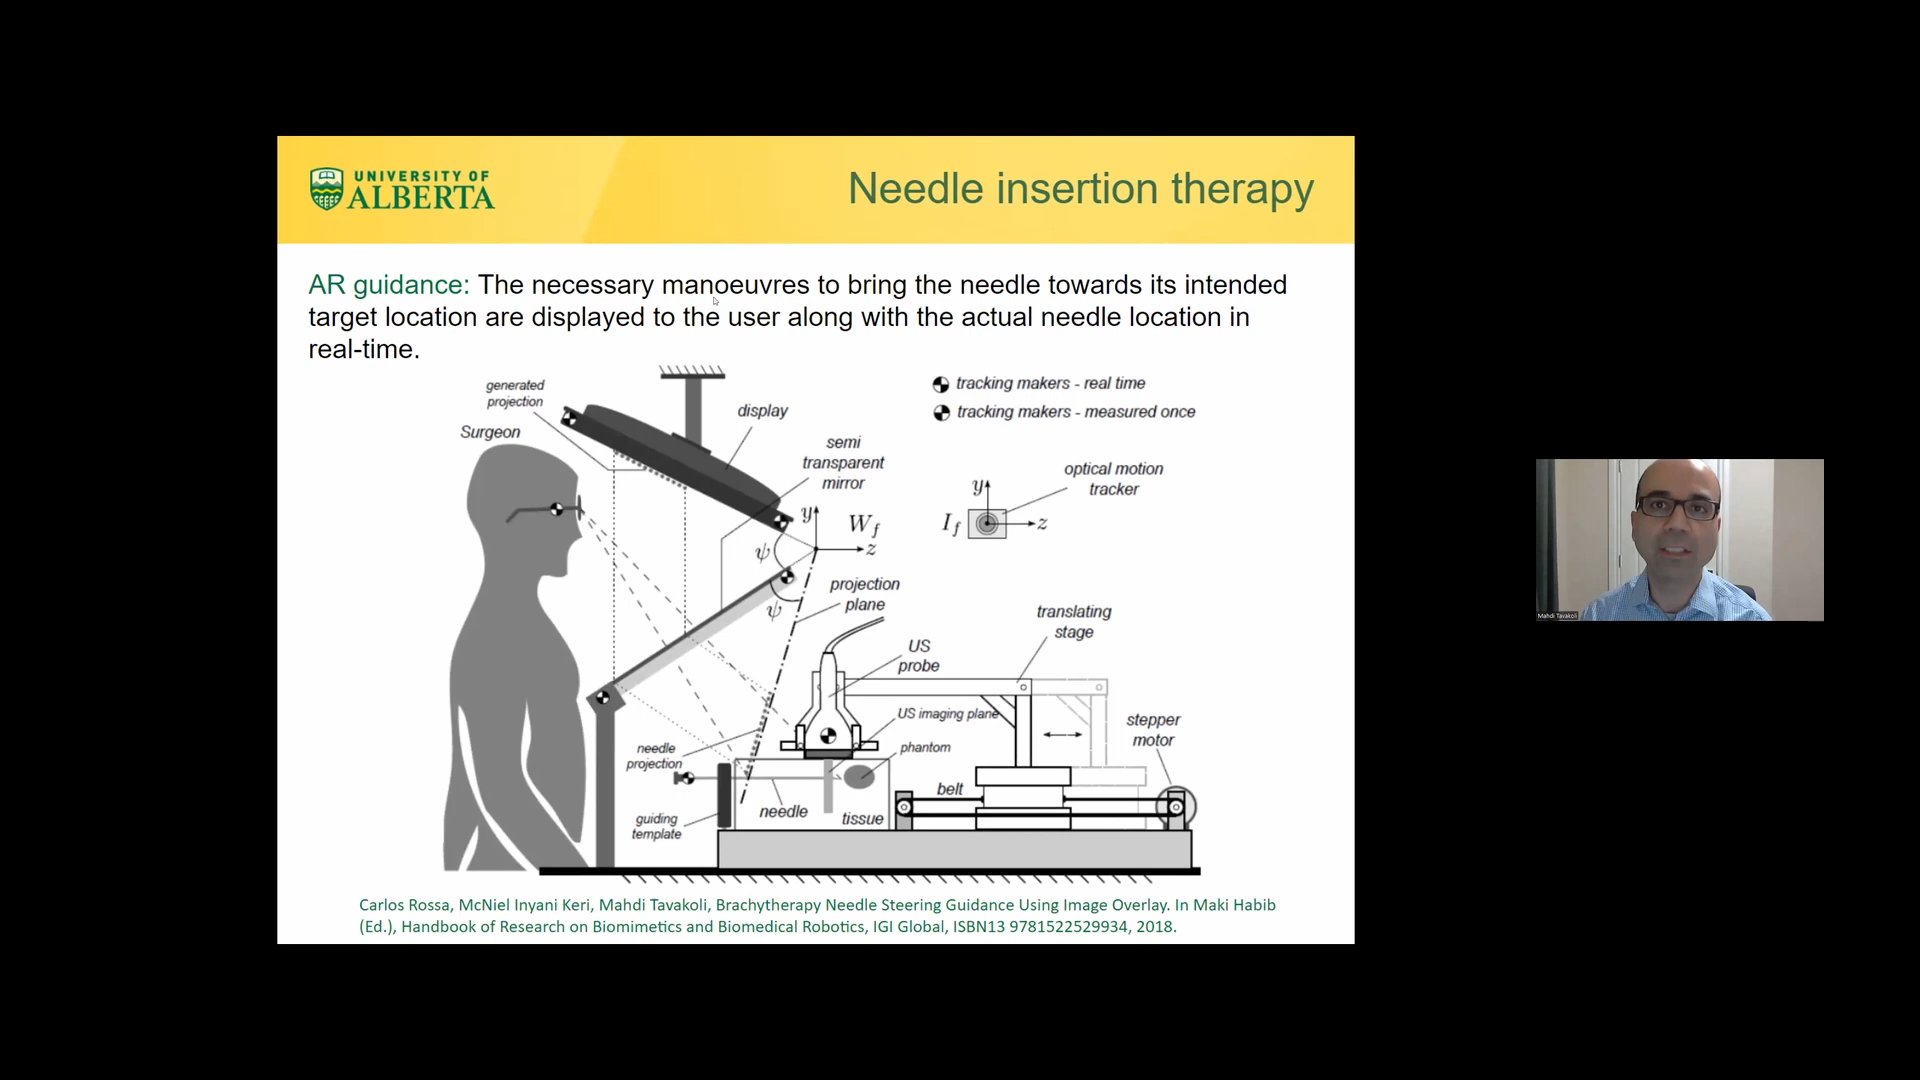 UNIVERSITY OF
ALBERTA
Needle insertion therapy
AR guidance: The necessary manoeuvres to bring the needle towards its intended
target location are displayed to the user along with the actual needle location in
real-time.
generated
projection
Surgeon
display
semi
transparent
mirror
tracking makers - real time
tracking makers - measured once
optical motion
tracker
y
I_f
z
y
W_f
z
ψ
ψ
projection
plane
US
probe
translating
stage
US imaging plane
phantom
stepper
motor
needle
projection
belt
needle
tissue
guiding
template
Carlos Rossa, McNiel Inyani Keri, Mahdi Tavakoli, Brachytherapy Needle Steering Guidance Using Image Overlay. In Maki Habib
(Ed.), Handbook of Research on Biomimetics and Biomedical Robotics, IGI Global, ISBN13 9781522529934, 2018.
Mahdi Tavakoli